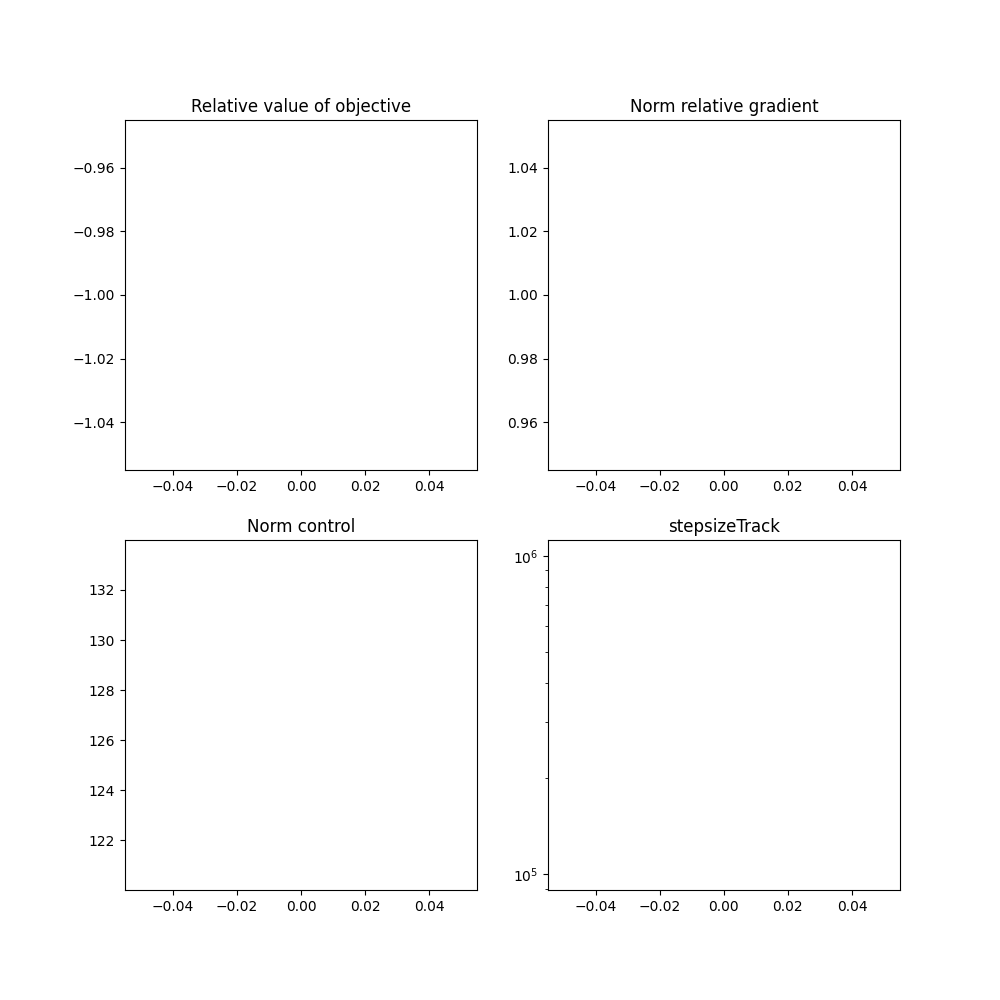 Relative value of objective
−0.96
−0.98
−1.00
−1.02
−1.04
−0.04 −0.02 0.00 0.02 0.04
Norm relative gradient
1.04
1.02
1.00
0.98
0.96
−0.04 −0.02 0.00 0.02 0.04
Norm control
132
130
128
126
124
122
−0.04 −0.02 0.00 0.02 0.04
stepsizeTrack
10⁶
10⁵
−0.04 −0.02 0.00 0.02 0.04